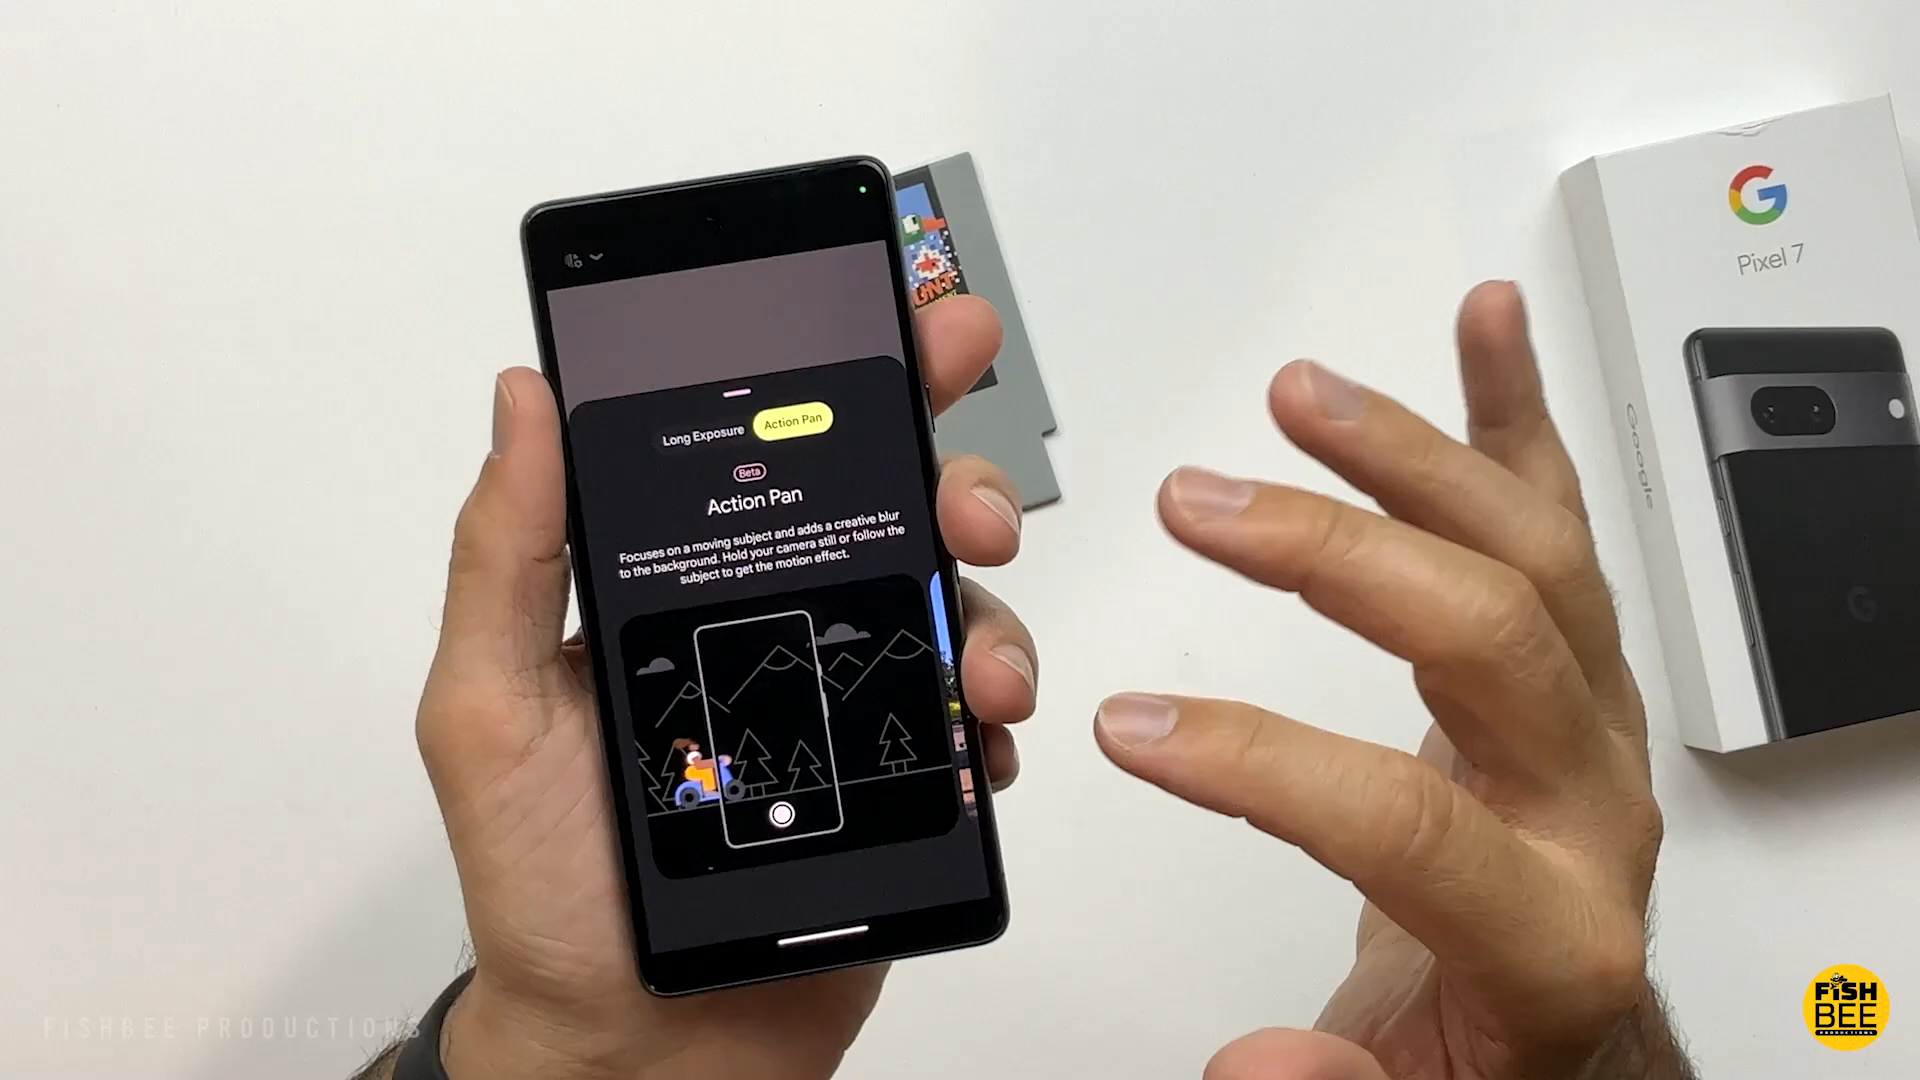 Long Exposure
Action Pan
Beta
Action Pan
Focuses on a moving subject and adds a creative blur
to the background. Hold your camera still or follow the
subject to get the motion effect.
UNT
G
Pixel 7
Google
G
FISHBEE PRODUCTIONS
FISH
BEE
PRODUCTIONS